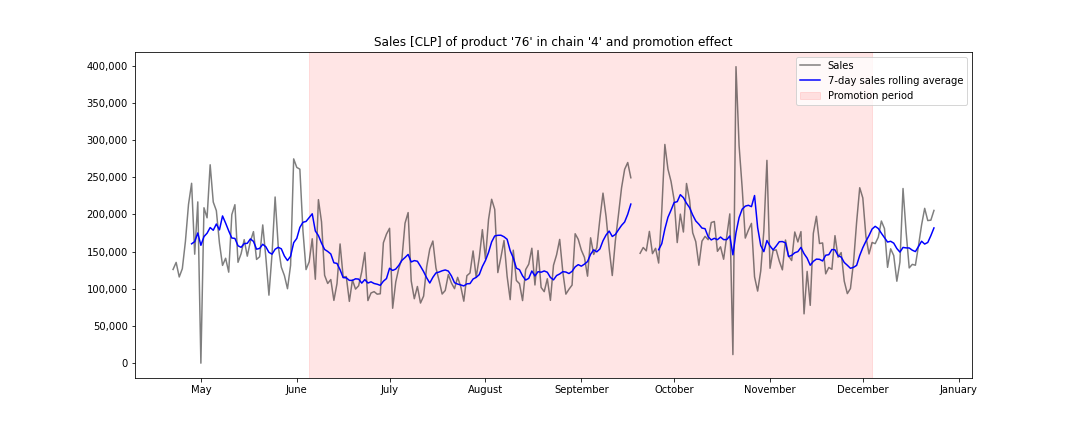 Sales [CLP] of product '76' in chain '4' and promotion effect
400,000
350,000
300,000
250,000
200,000
150,000
100,000
50,000
0
Sales
7-day sales rolling average
Promotion period
May June July August September October November December January